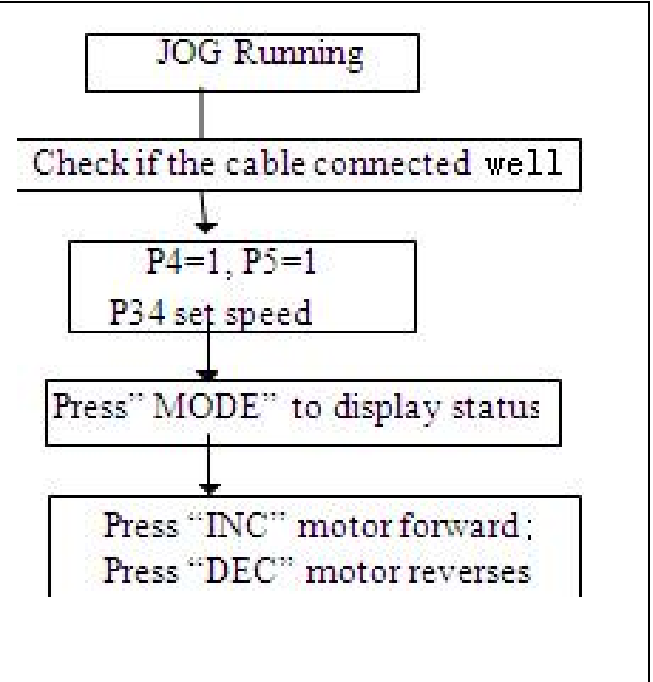 JOG Running
Check if the cable connected well
P4=1, P5=1
P34 set speed
Press” MODE” to display status
Press “INC” motor forward;
Press “DEC” motor reverses